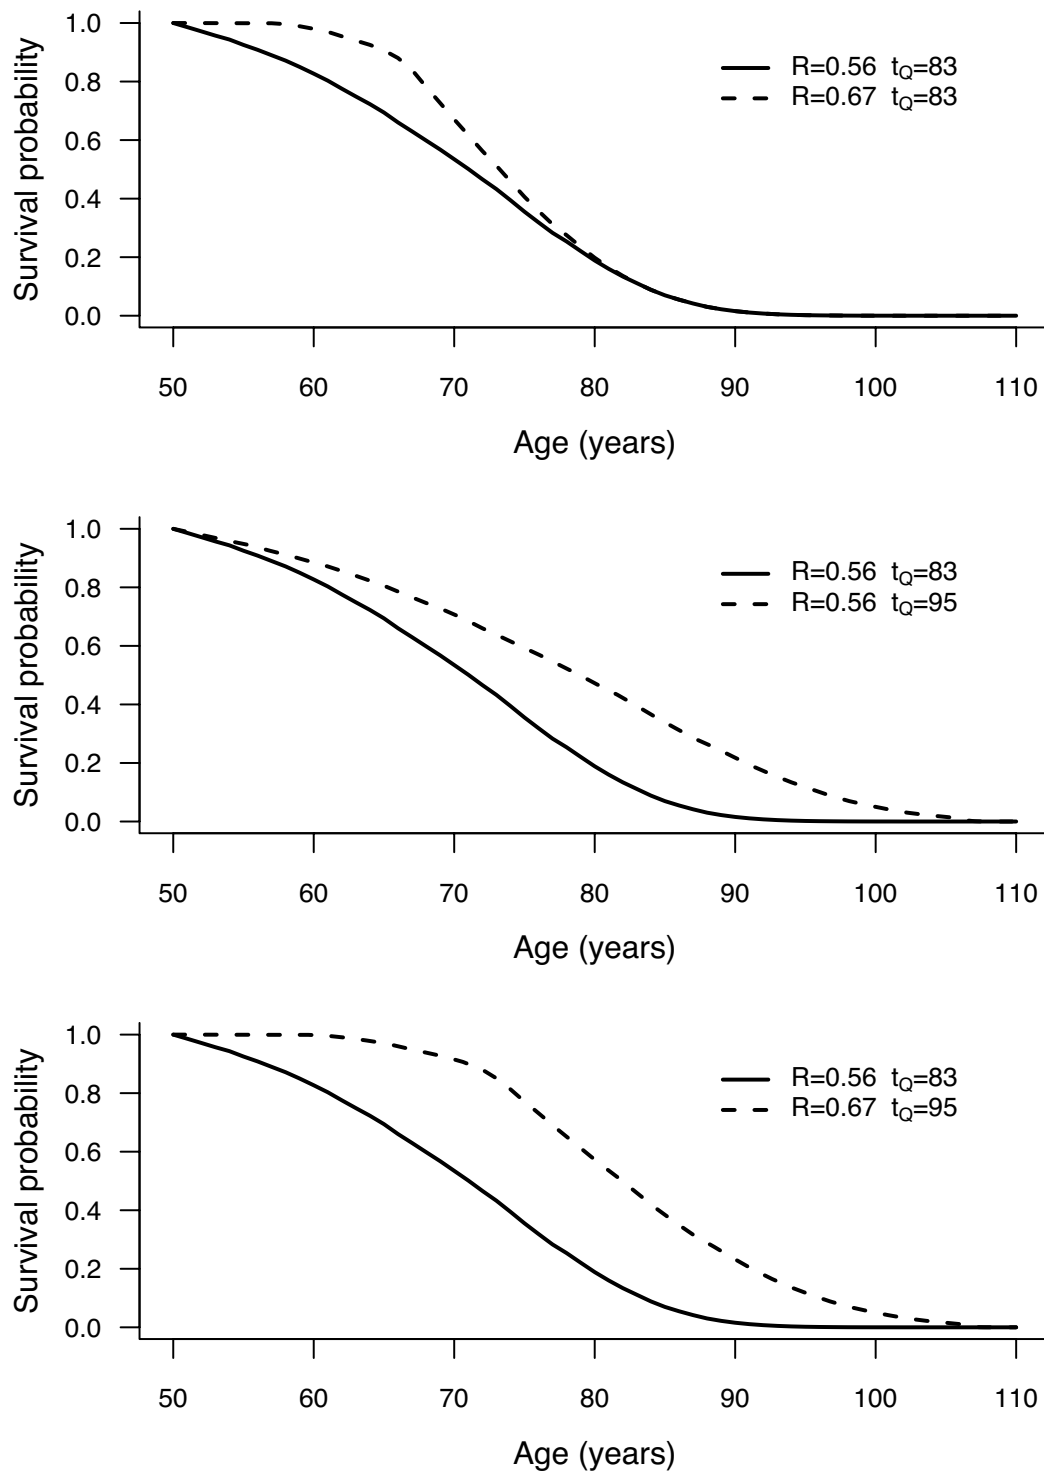 Survival probability
1.0
0.8
0.6
0.4
0.2
0.0
R=0.56 tQ=83
R=0.67 tQ=83
50 60 70 80 90 100 110
Age (years)
Survival probability
1.0
0.8
0.6
0.4
0.2
0.0
R=0.56 tQ=83
R=0.56 tQ=95
50 60 70 80 90 100 110
Age (years)
Survival probability
1.0
0.8
0.6
0.4
0.2
0.0
R=0.56 tQ=83
R=0.67 tQ=95
50 60 70 80 90 100 110
Age (years)